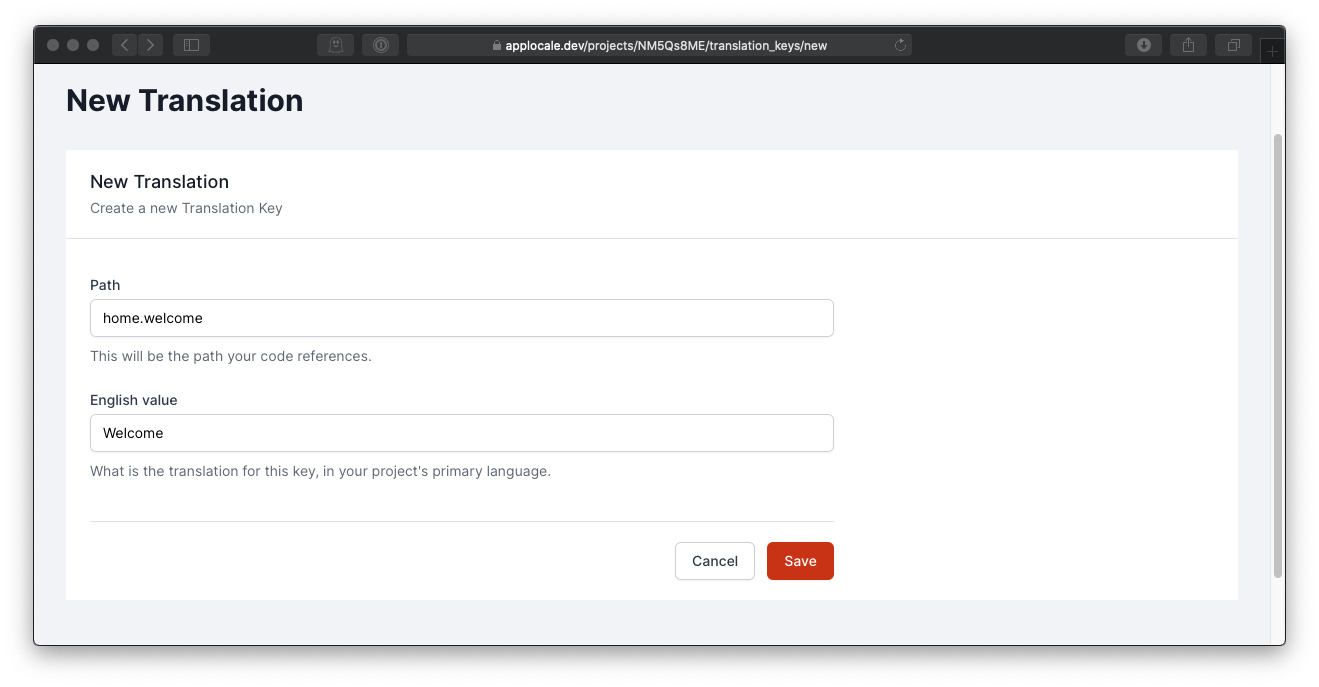 applocale.dev/projects/NM5Qs8ME/translation_keys/new
New Translation
New Translation
Create a new Translation Key
Path
home.welcome
This will be the path your code references.
English value
Welcome
What is the translation for this key, in your project's primary language.
Cancel
Save